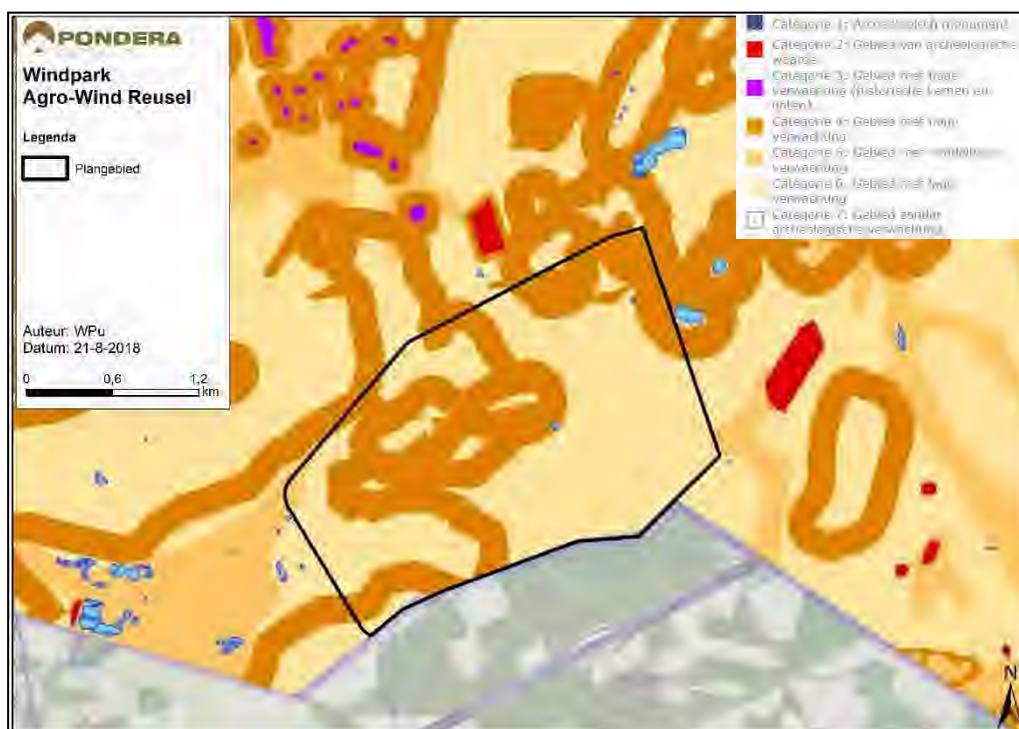 PONDERA
Windpark
Agro-Wind Reusel
Legenda
Plangebied
Auteur: WPu
Datum: 21-8-2018
0 0,6 1,2
km
Categorie 1: Archeologisch monument
Categorie 2: Gebied van archeologische
waarde
Categorie 3: Gebied met hoge
verwachting (historische kernen en
linten)
Categorie 4: Gebied met hoge
verwachting
Categorie 5: Gebied met middelhoge
verwachting
Categorie 6: Gebied met lage
verwachting
Categorie 7: Gebied zonder
archeologische verwachting
N